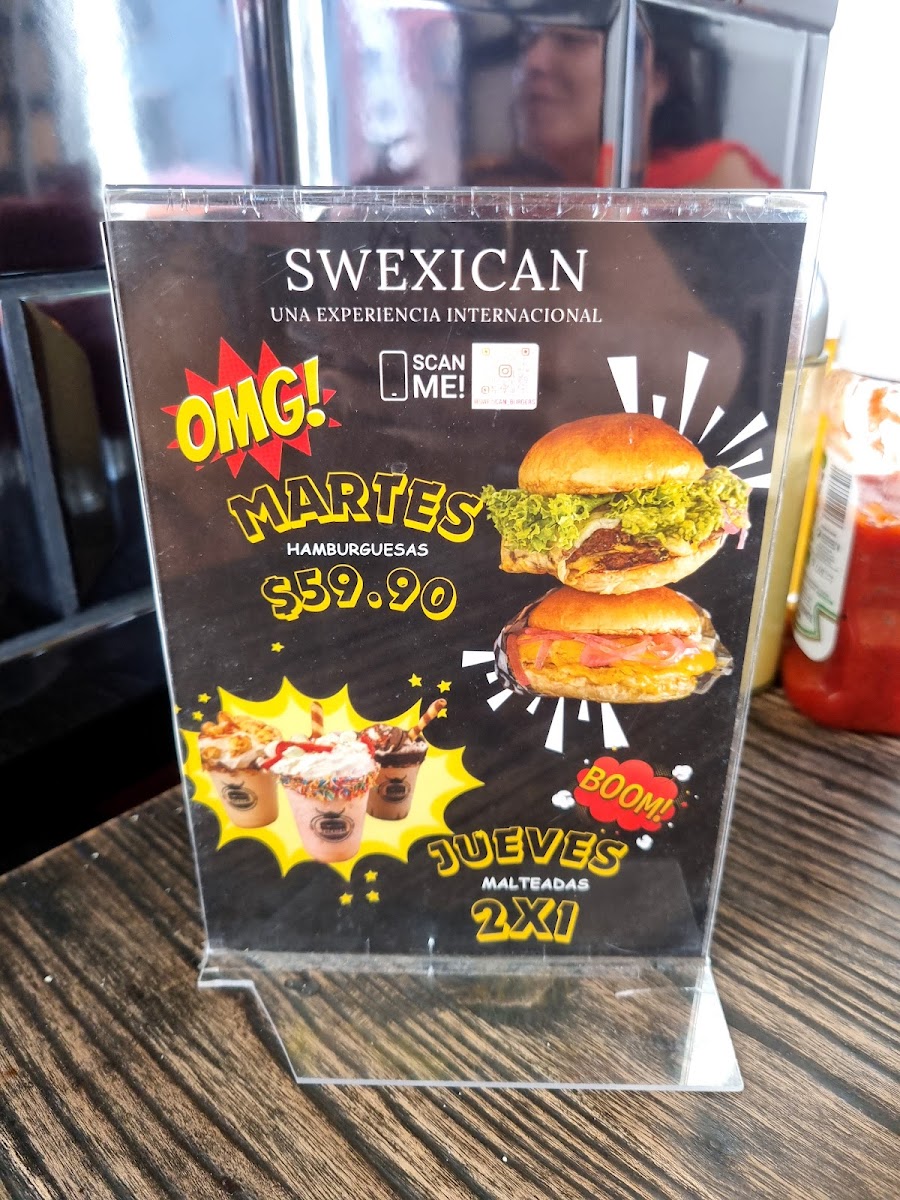 SWEXICAN
UNA EXPERIENCIA INTERNACIONAL
SCAN
ME!
OMG!
MARTES
HAMBURGUESAS
$59.90
BOOM!
JUEVES
MALTEADAS
2X1